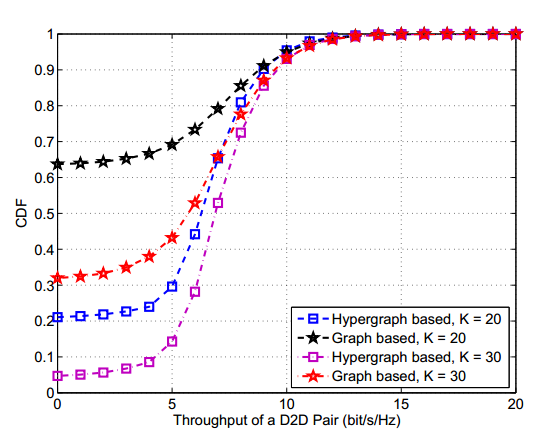 1
0.9
0.8
0.7
0.6
0.5
0.4
0.3
0.2
0.1
0
CDF
Hypergraph based, K = 20
Graph based, K = 20
Hypergraph based, K = 30
Graph based, K = 30
0 5 10 15 20
Throughput of a D2D Pair (bit/s/Hz)